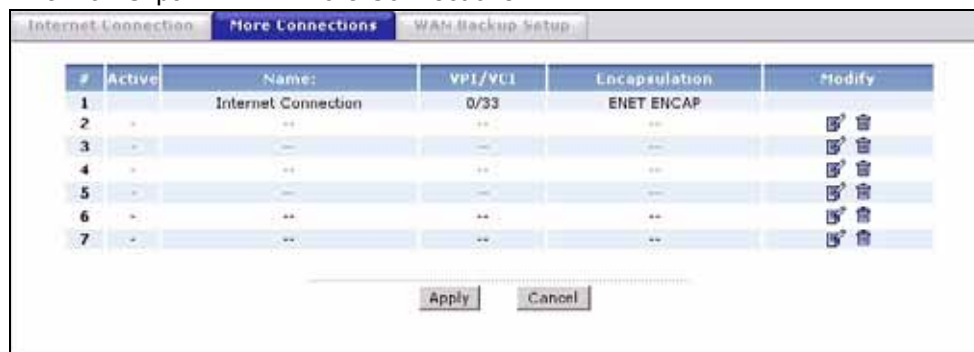 Internet Connection More Connections WAN Backup Setup
# Active Name: VPI/VCI Encapsulation Modify
1 Internet Connection 0/33 ENET ENCAP
2 - -- -- --
3 - -- -- --
4 - -- -- --
5 - -- -- --
6 - -- -- --
7 - -- -- --
Apply Cancel